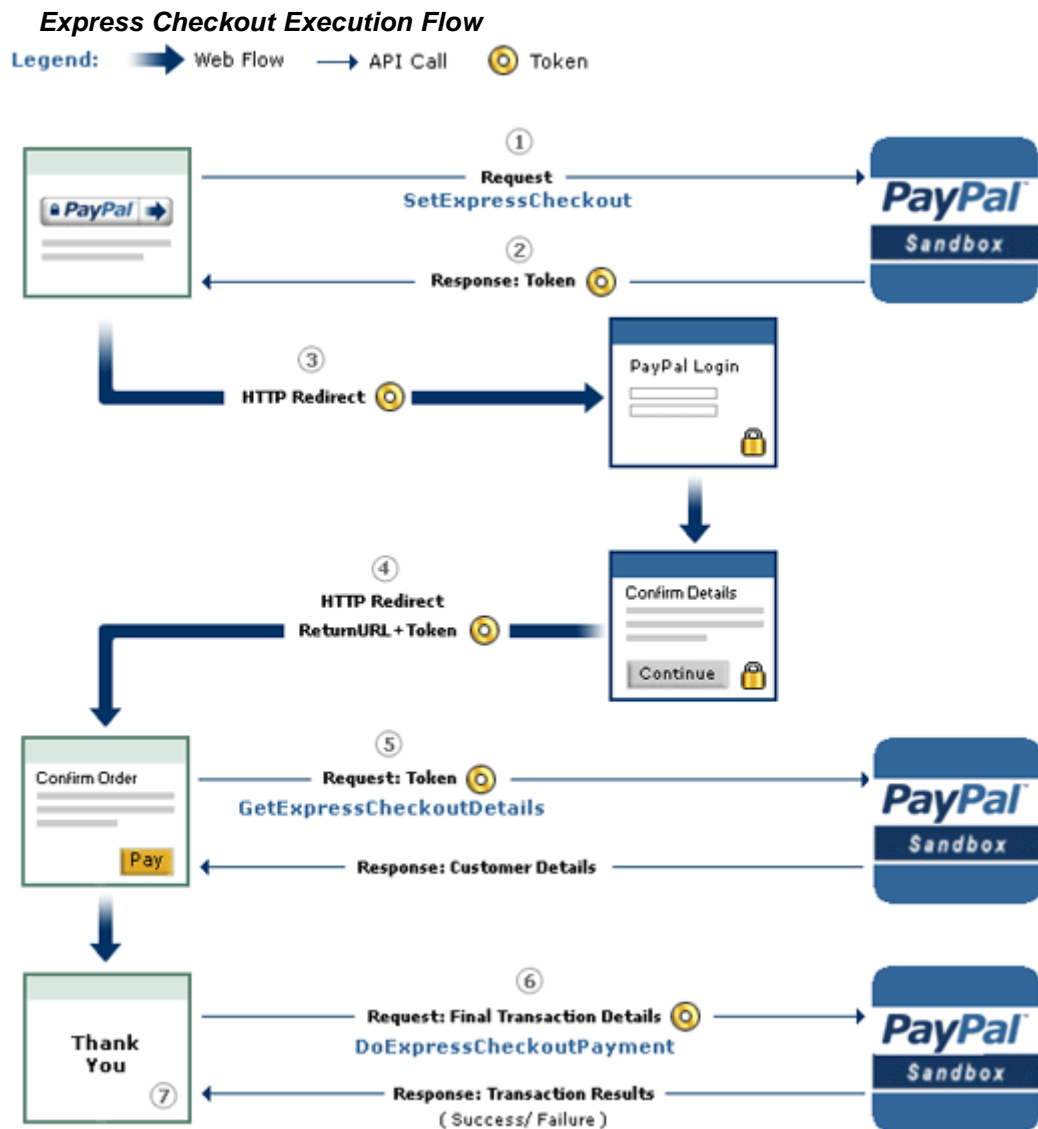 Express Checkout Execution Flow
Legend: Web Flow API Call Token
1
Request
SetExpressCheckout
PayPal
PayPal™
Sandbox
2
Response: Token
3
HTTP Redirect
PayPal Login
4
HTTP Redirect
ReturnURL+Token
Confirm Details
Continue
5
Confirm Order
Request: Token
GetExpressCheckoutDetails
PayPal™
Sandbox
Pay
Response: Customer Details
6
Request: Final Transaction Details
DoExpressCheckoutPayment
PayPal™
Sandbox
Thank
You
7
Response: Transaction Results
( Success/ Failure )